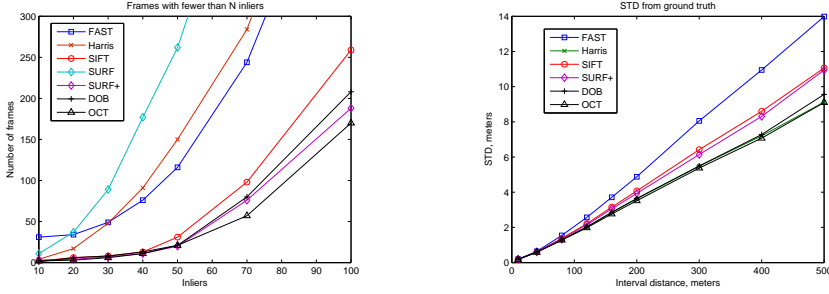 Frames with fewer than N inliers
300
250
200
150
100
50
0
10 20 30 40 50 60 70 80 90 100
Inliers
Number of frames
FAST
Harris
SIFT
SURF
SURF+
DOB
OCT
STD from ground truth
14
12
10
8
6
4
2
0
0 100 200 300 400 500
Interval distance, meters
STD, meters
FAST
Harris
SIFT
SURF+
DOB
OCT